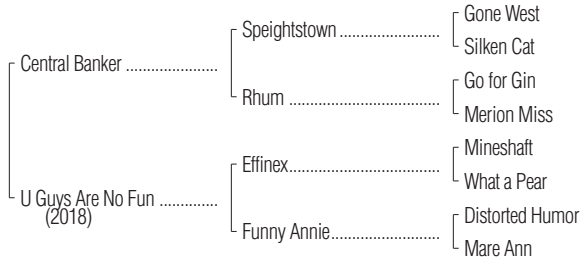 Gone West
Speightstown
Silken Cat
Central Banker
Go for Gin
Rhum
Merion Miss
Mineshaft
Effinex
What a Pear
U Guys Are No Fun
(2018)
Distorted Humor
Funny Annie
Mare Ann